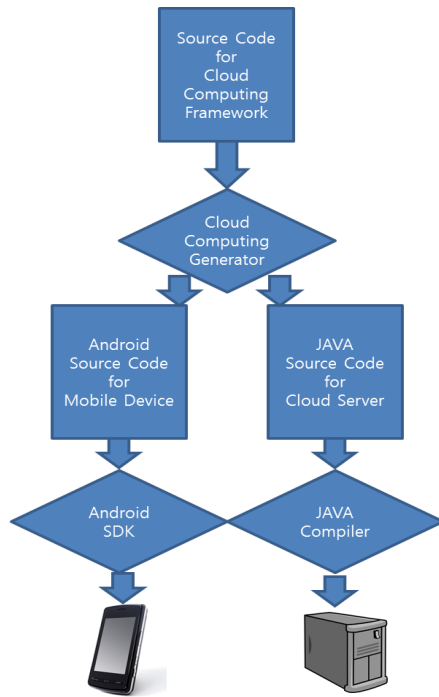 Source Code
for
Cloud
Computing
Framework
Cloud
Computing
Generator
Android
Source Code
for
Mobile Device
JAVA
Source Code
for
Cloud Server
Android
SDK
JAVA
Compiler